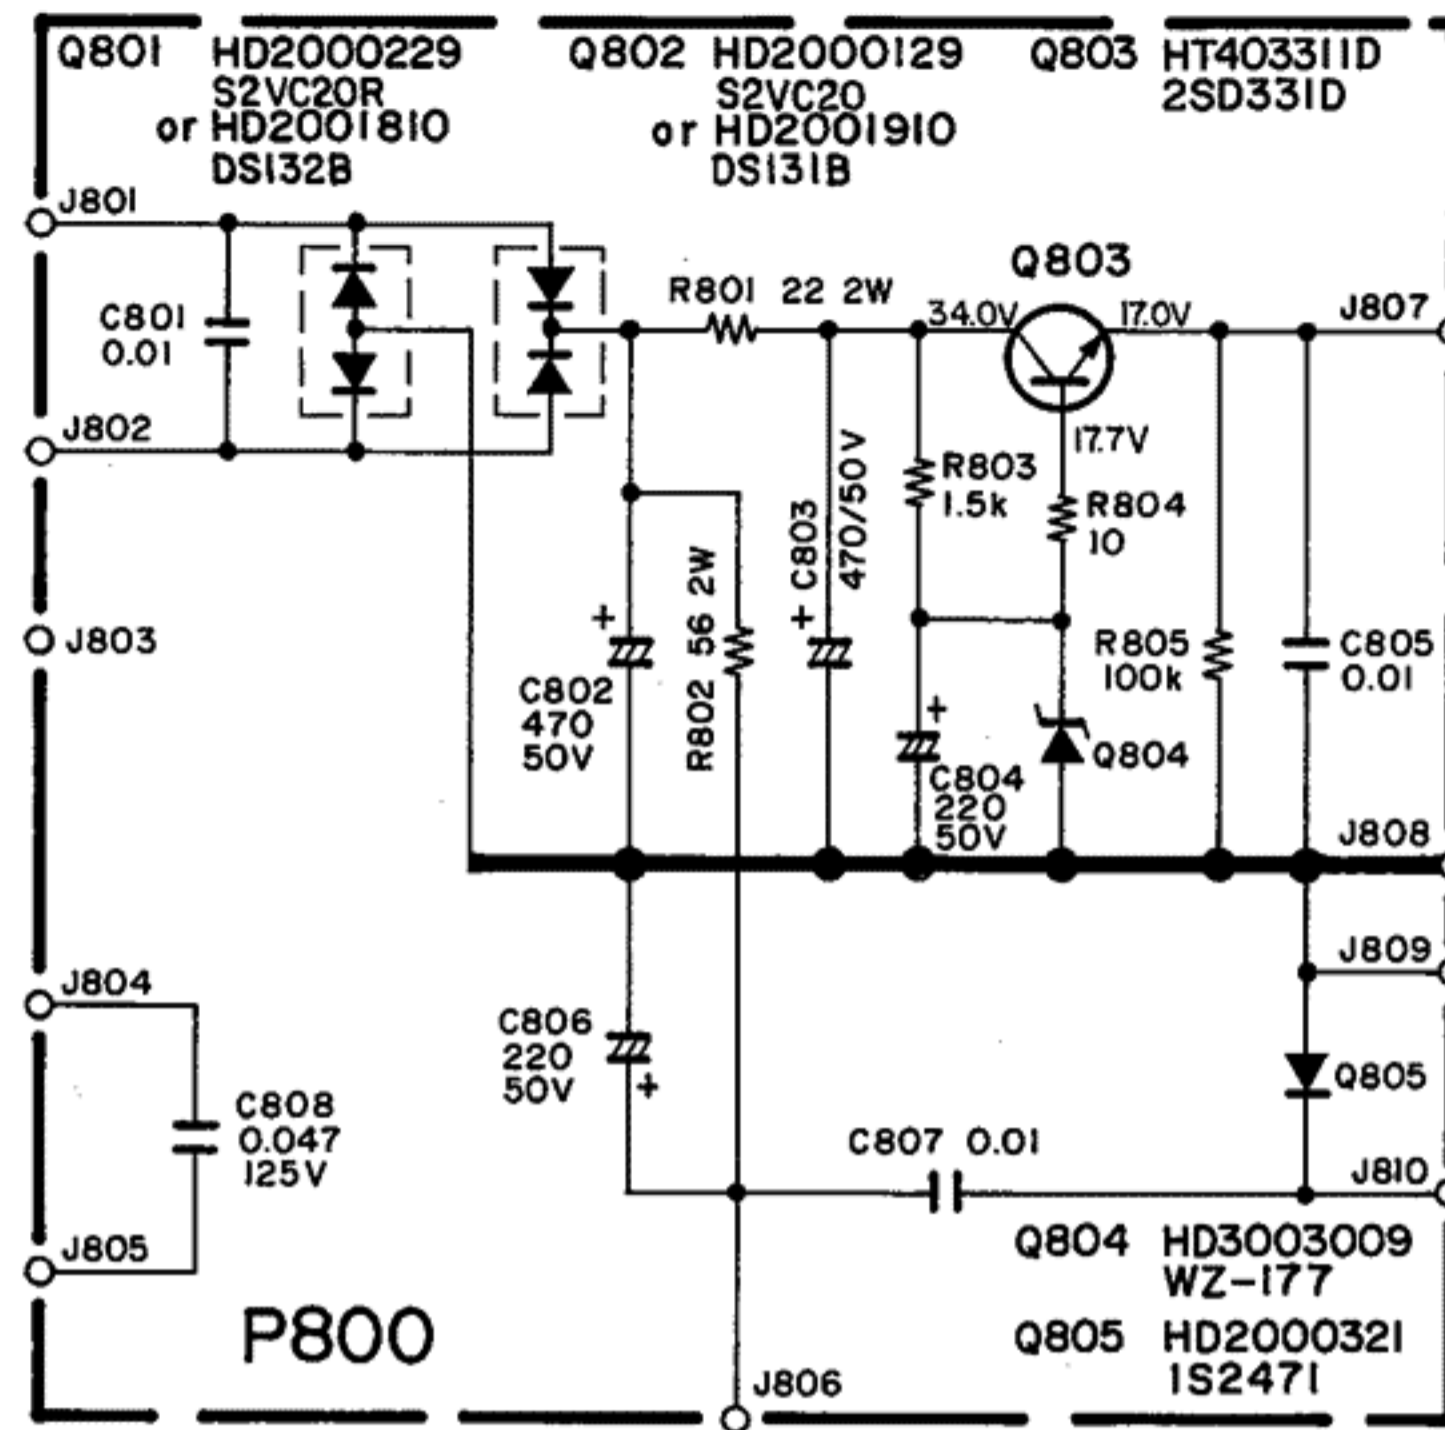 Q801 HD2000229
S2VC20R
or HD2001810
DS132B
Q802 HD2000129
S2VC20
or HD2001910
DS131B
Q803 HT403311D
2SD331D
J801
C801
0.01
J802
J803
J804
C808
0.047
125V
J805
P800
R801 22 2W
Q803
34.0V
17.0V
17.7V
J807
R803
1.5k
R804
10
C803
470/50V
+
R802 56 2W
+
C802
470
50V
+
C804
220
50V
Q804
R805
100k
C805
0.01
J808
J809
C806
220
50V
+
Q805
C807 0.01
J810
Q804 HD3003009
WZ-177
Q805 HD2000321
1S2471
J806